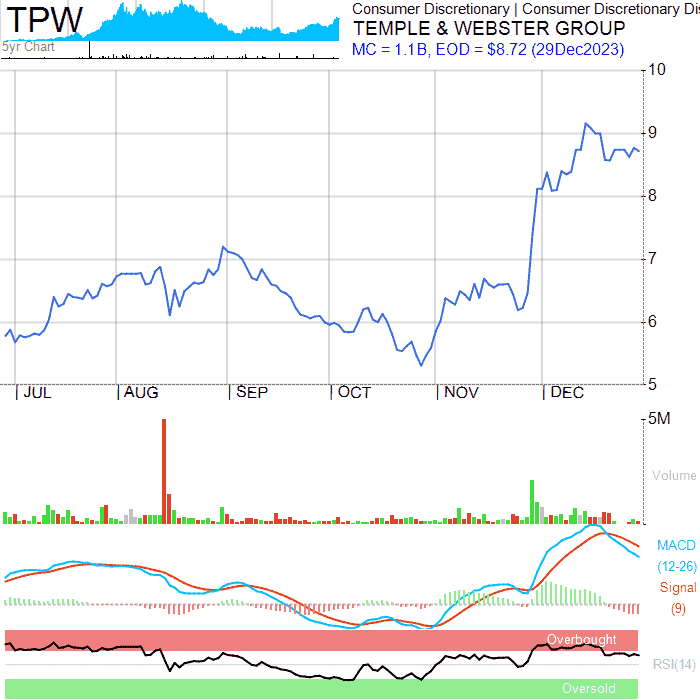 TPW
5yr Chart
Consumer Discretionary | Consumer Discretionary Dis
TEMPLE & WEBSTER GROUP
MC = 1.1B, EOD = $8.72 (29Dec2023)
10
9
8
7
6
5
| JUL | AUG | SEP | OCT | NOV | DEC
5M
Volume
MACD
(12-26)
Signal
(9)
Overbought
RSI(14)
Oversold